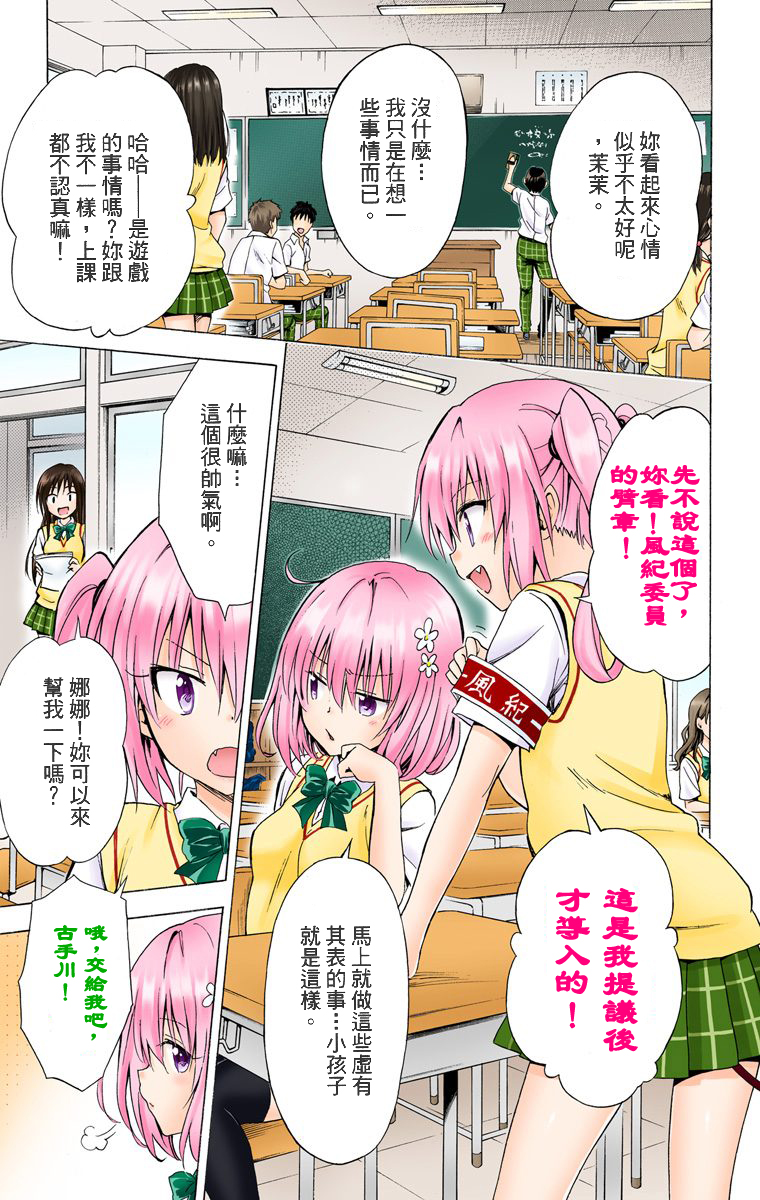 妳看起來心情
似乎不太好呢
，茉茉。
沒什麼…
我只是在想一
些事情而已。
哈哈——是遊戲
的事情嗎？妳跟
我不一樣，上課
都不認真嘛！
先不說這個了，
妳看！風紀委員
的臂章！
風紀
這是我提議後
才導入的！
馬上就做這些虛有
其表的事…小孩子
就是這樣。
什麼嘛…
這個很帥氣啊。
娜娜！妳可以來
幫我一下嗎？
哦，交給我吧，
古手川！